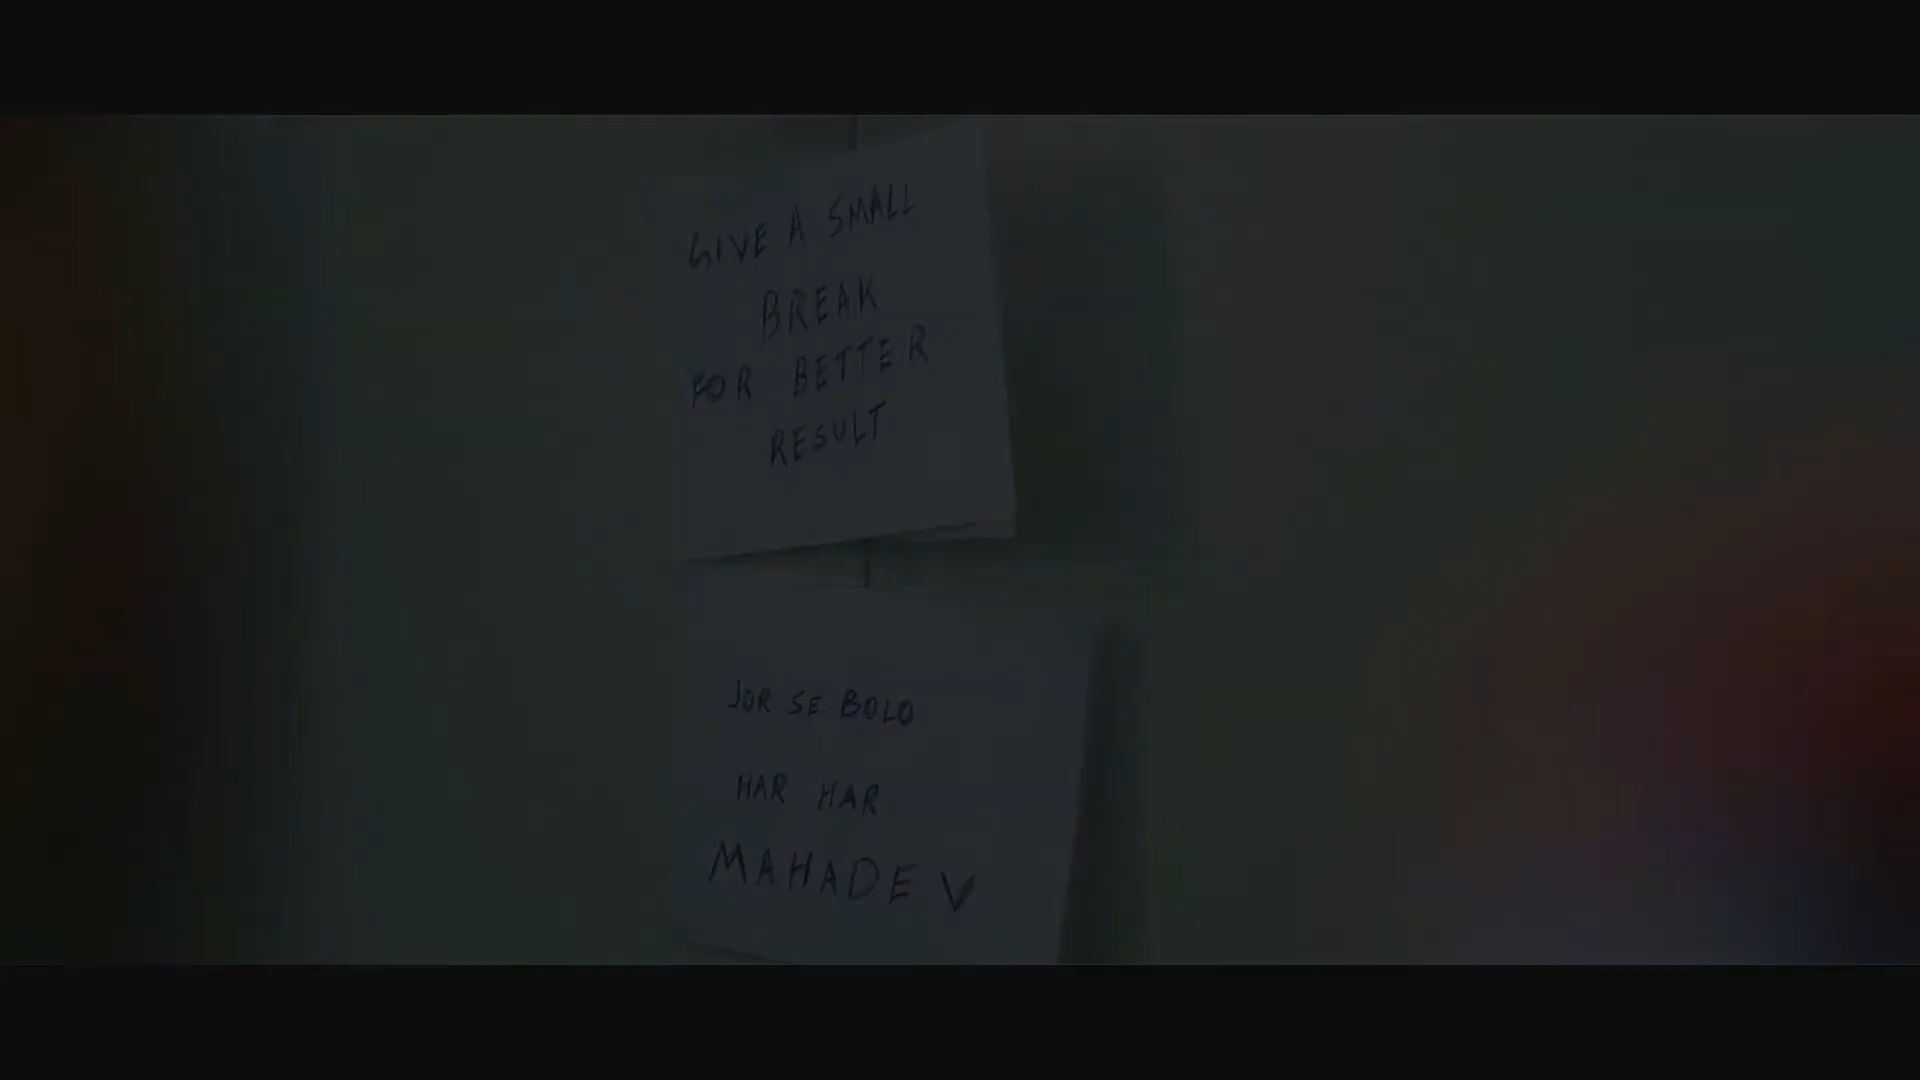 GIVE A SMALL
BREAK
FOR BETTER
RESULT
JOR SE BOLO
HAR HAR
MAHADEV